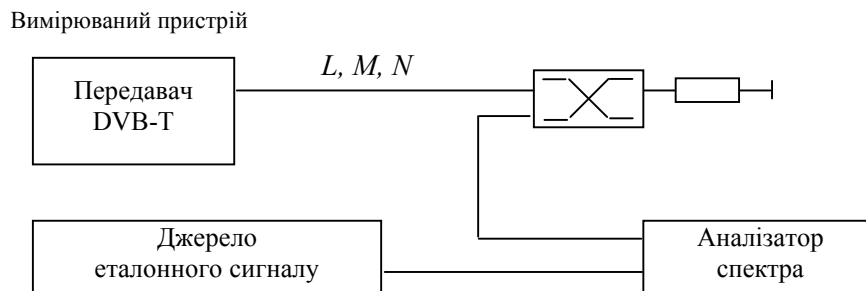 Вимірюваний пристрій
Передавач
DVB-T
L, M, N
Джерело
еталонного сигналу
Аналізатор
спектра